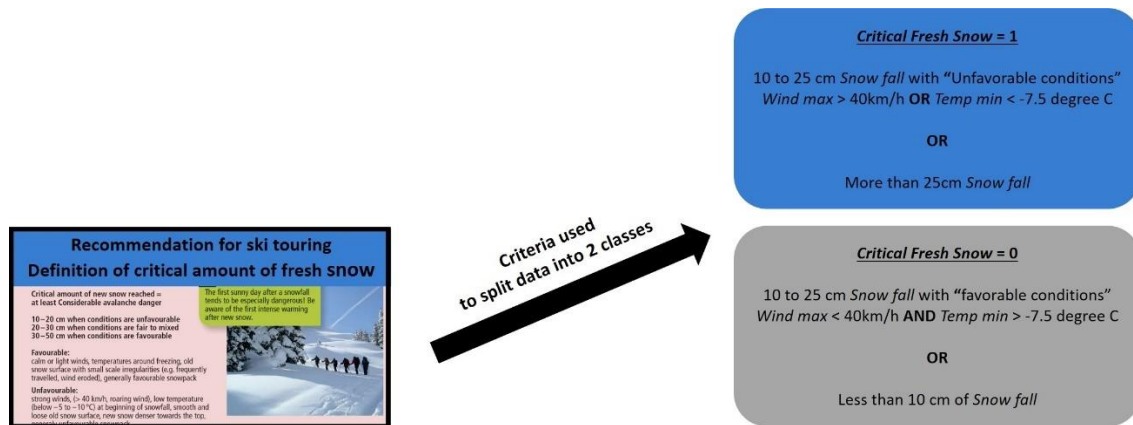 Critical Fresh Snow = 1
10 to 25 cm Snow fall with “Unfavorable conditions”
Wind max > 40km/h OR Temp min < -7.5 degree C
OR
More than 25cm Snow fall
Recommendation for ski touring
Definition of critical amount of fresh snow
Critical amount of new snow reached =
at least Considerable avalanche danger
10–20 cm when conditions are unfavourable
20–30 cm when conditions are fair to mixed
30–50 cm when conditions are favourable
Favourable:
calm or light winds, temperatures around freezing, old
snow surface with small scale irregularities (e.g. frequently
travelled, wind eroded), generally favourable snowpack
Unfavourable:
strong winds, (> 40 km/h, roaring wind), low temperature
(below −5 to −10 °C) at beginning of snowfall, smooth and
loose old snow surface, new snow denser towards the top,
The first sunny day after a snowfall
tends to be especially dangerous! Be
aware of the first intense warming
after new snow.
Criteria used
to split data into 2 classes
Critical Fresh Snow = 0
10 to 25 cm Snow fall with “favorable conditions”
Wind max < 40km/h AND Temp min > -7.5 degree C
OR
Less than 10 cm of Snow fall